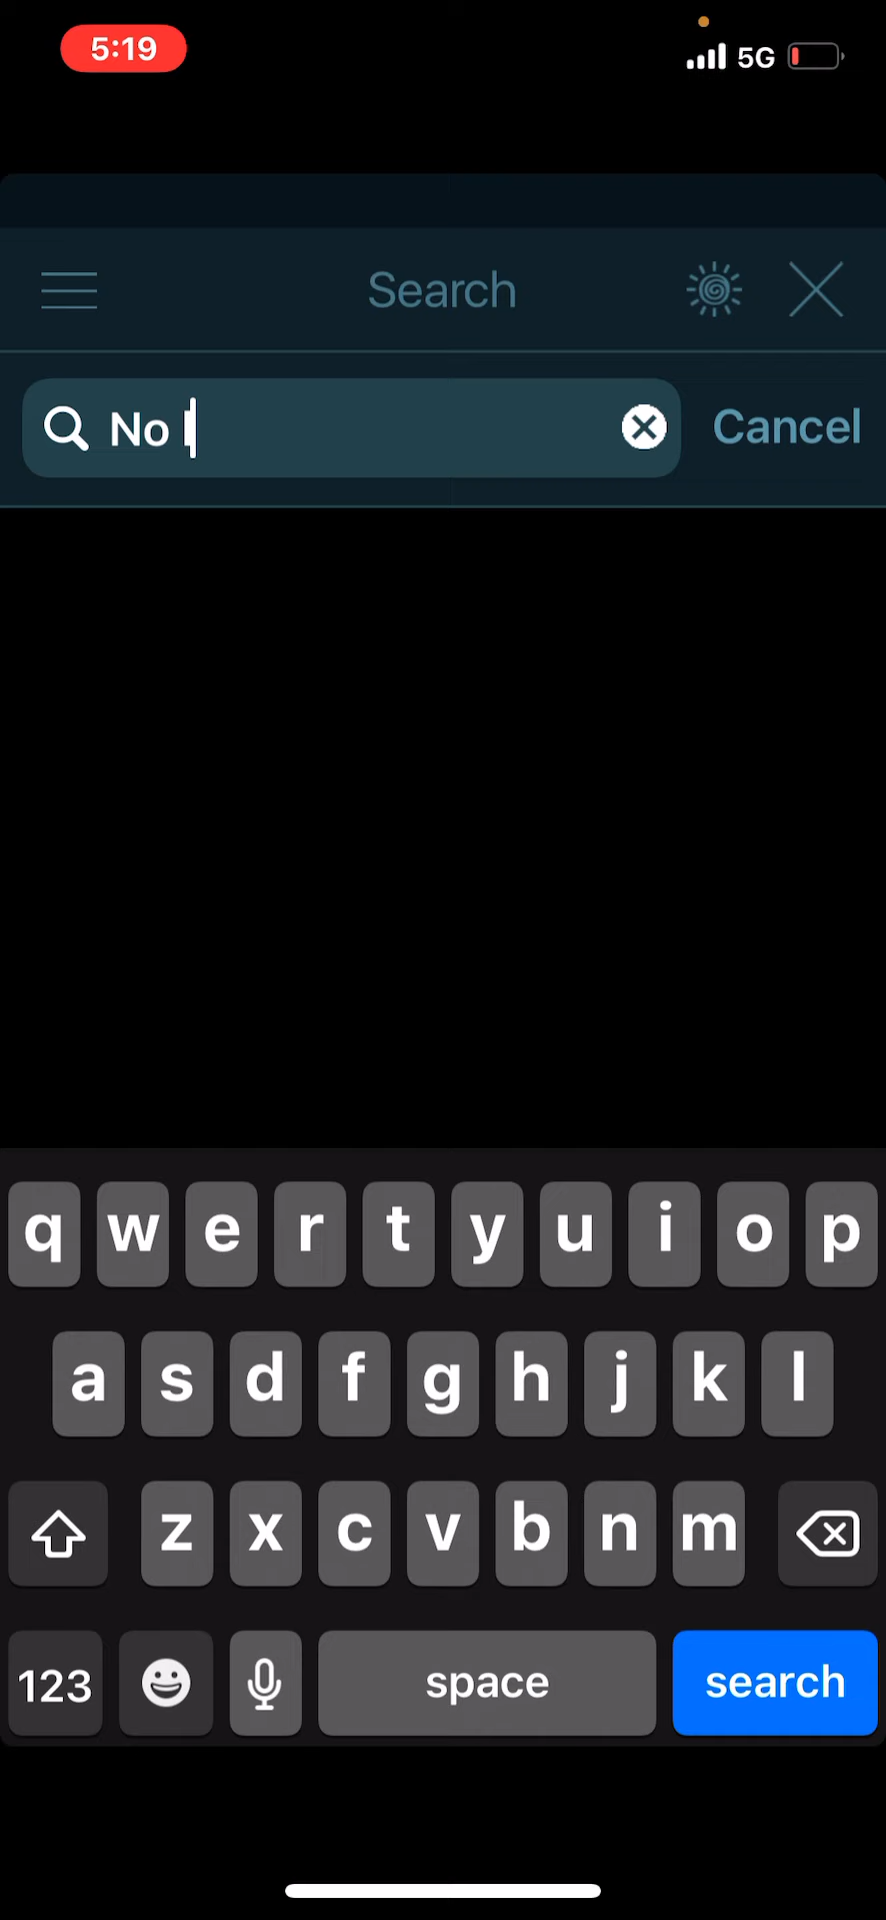 5:19
5G
Search
No
Cancel
q w e r t y u i o p
a s d f g h j k l
z x c v b n m
123 space search